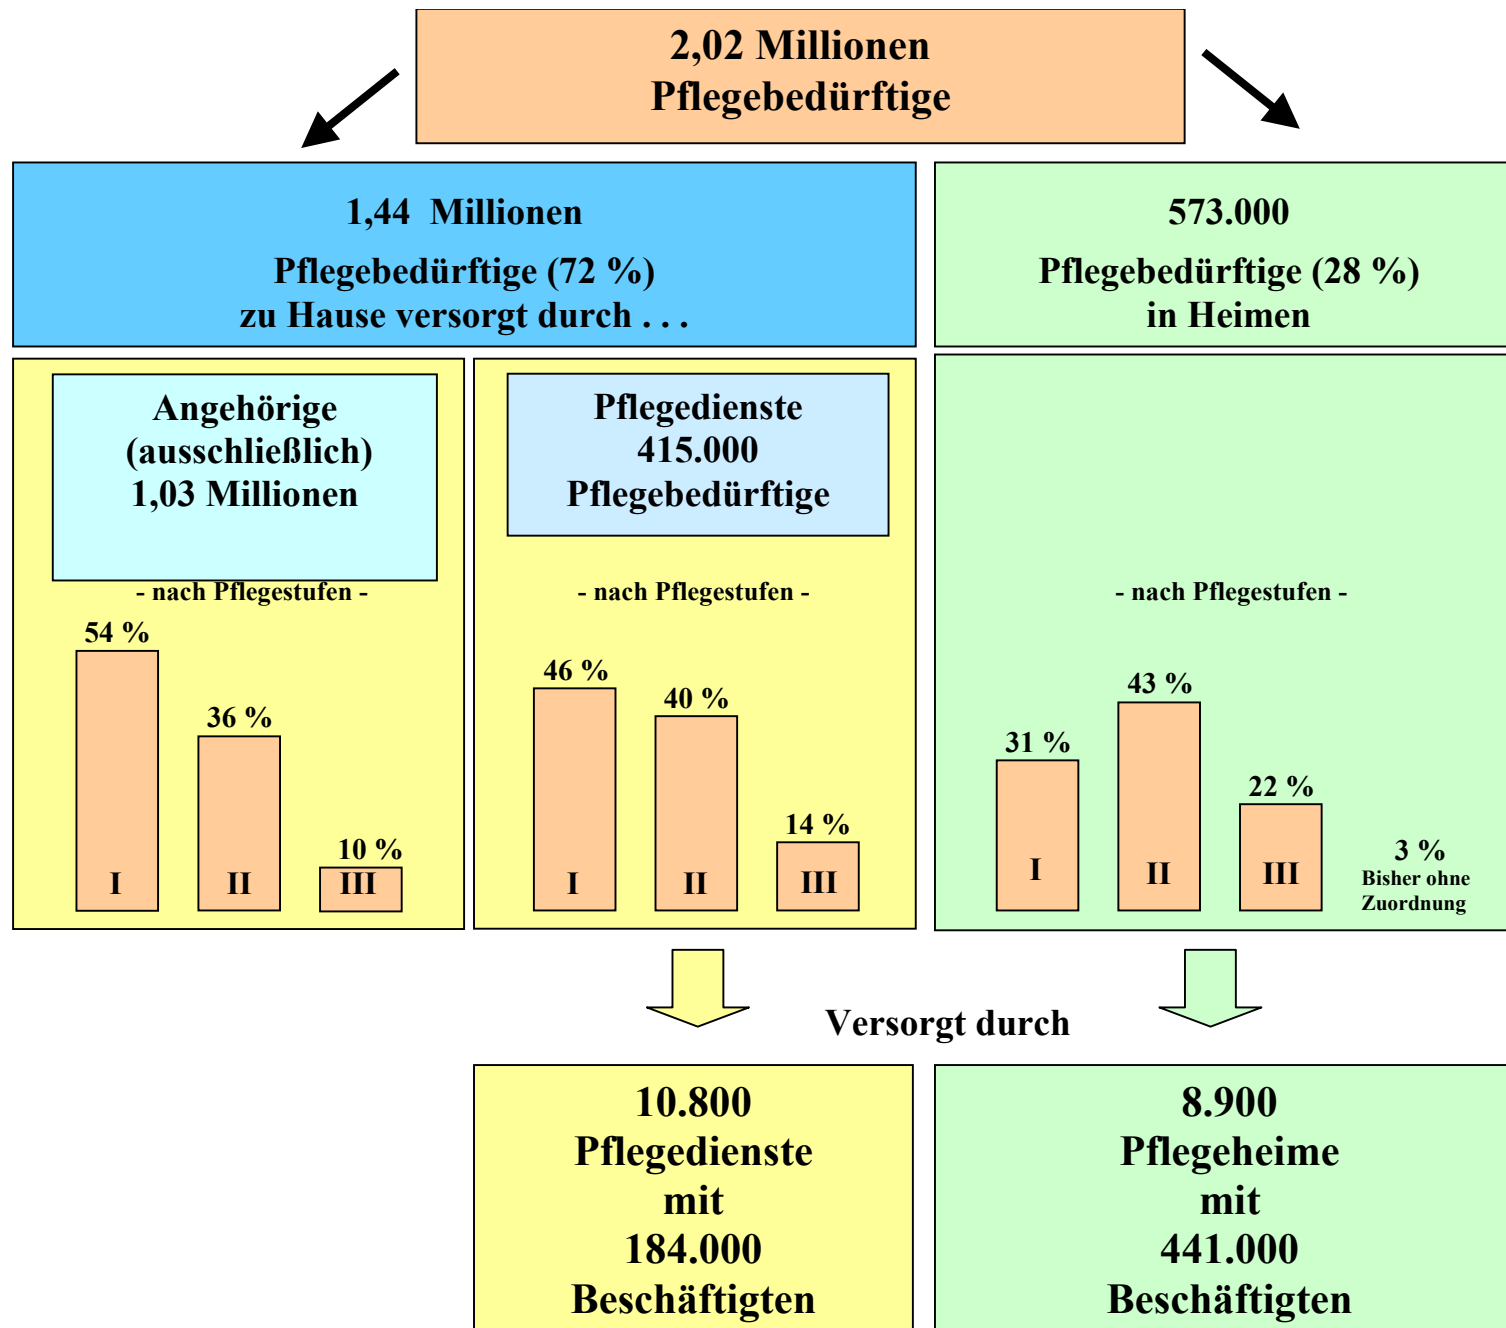 2,02 Millionen
Pflegebedürftige
1,44 Millionen
Pflegebedürftige (72 %)
zu Hause versorgt durch . . .
573.000
Pflegebedürftige (28 %)
in Heimen
Angehörige
(ausschließlich)
1,03 Millionen
- nach Pflegestufen -
54 %
36 %
10 %
I
II
III
Pflegedienste
415.000
Pflegebedürftige
- nach Pflegestufen -
46 %
40 %
14 %
I
II
III
- nach Pflegestufen -
31 %
43 %
22 %
3 %
Bisher ohne
Zuordnung
I
II
III
Versorgt durch
10.800
Pflegedienste
mit
184.000
Beschäftigten
8.900
Pflegeheime
mit
441.000
Beschäftigten